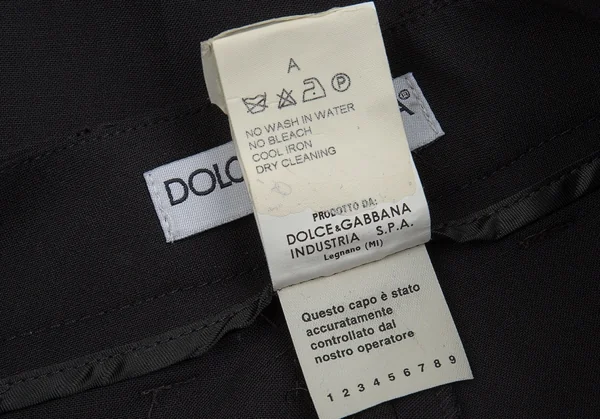 A
P
NO WASH IN WATER
NO BLEACH
COOL IRON
DRY CLEANING
DOLC A®
PRODOTTO DA:
DOLCE&GABBANA
INDUSTRIA S.P.A.
Legnano (MI)
Questo capo è stato
accuratamente
controllato dal
nostro operatore
1 2 3 4 5 6 7 8 9